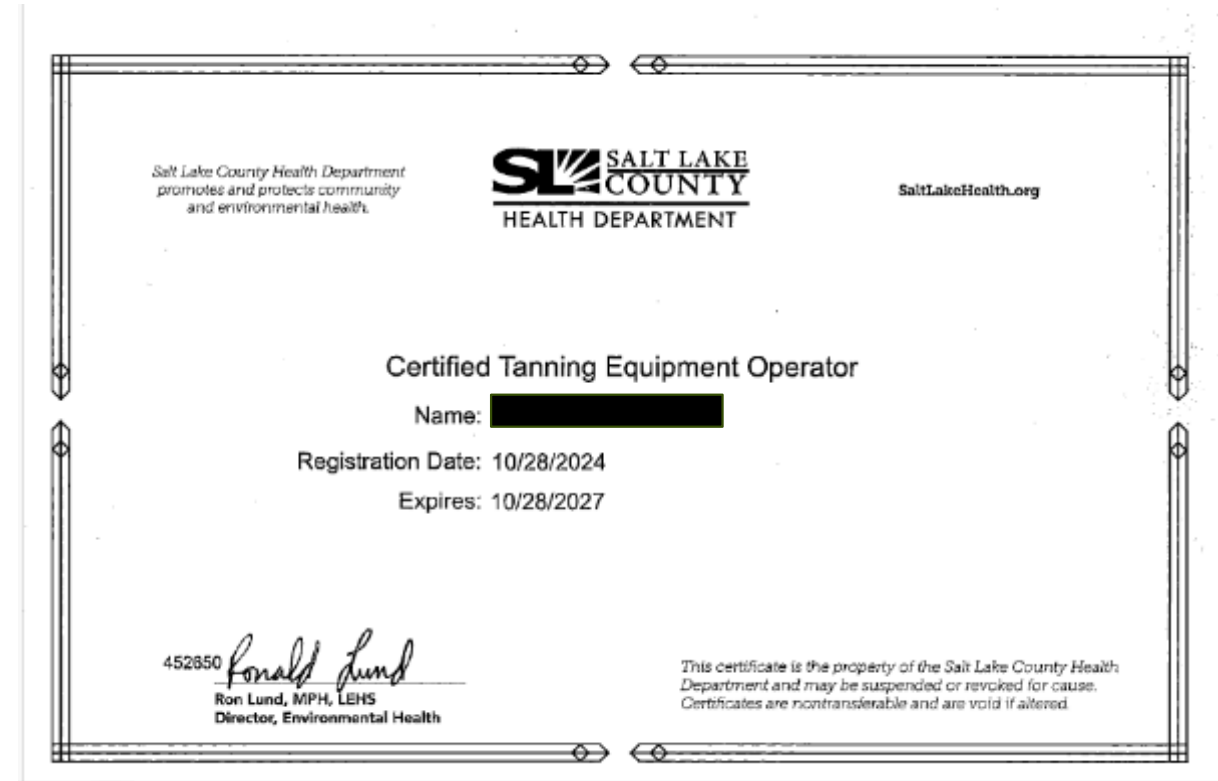 Salt Lake County Health Department
promotes and protects community
and environmental health.
SL SALT LAKE
COUNTY
HEALTH DEPARTMENT
SaltLakeHealth.org
Certified Tanning Equipment Operator
Name:
Registration Date: 10/28/2024
Expires: 10/28/2027
452850 Ronald Lund
Ron Lund, MPH, LEHS
Director, Environmental Health
This certificate is the property of the Salt Lake County Health
Department and may be suspended or revoked for cause.
Certificates are nontransferable and are void if altered.